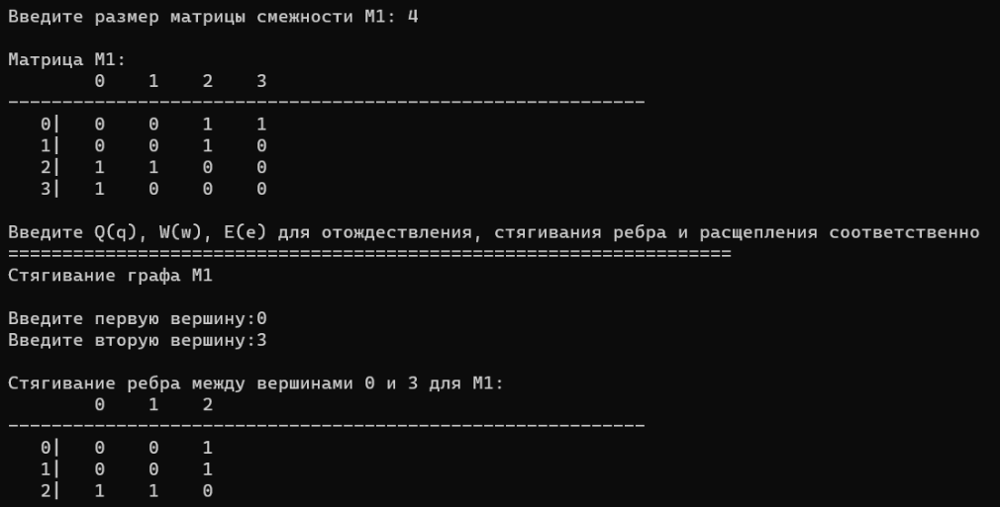 Введите размер матрицы смежности M1: 4
Матрица M1:
0 1 2 3
-----------------------------------------------------------
0| 0 0 1 1
1| 0 0 1 0
2| 1 1 0 0
3| 1 0 0 0
Введите Q(q), W(w), E(e) для отождествления, стягивания ребра и расщепления соответственно
===================================================================
Стягивание графа M1
Введите первую вершину:0
Введите вторую вершину:3
Стягивание ребра между вершинами 0 и 3 для M1:
0 1 2
-----------------------------------------------------------
0| 0 0 1
1| 0 0 1
2| 1 1 0